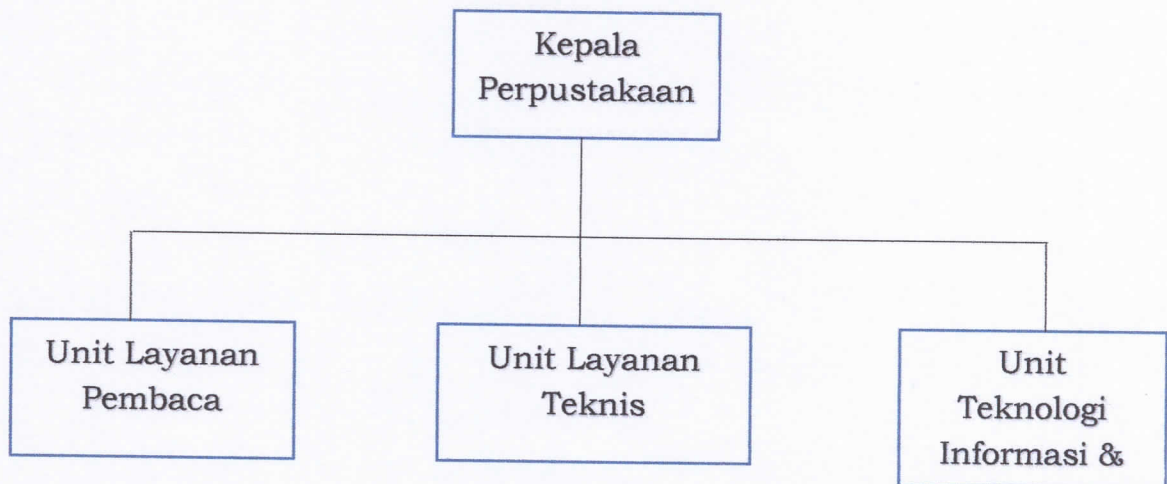 Kepala
Perpustakaan
Unit Layanan
Pembaca
Unit Layanan
Teknis
Unit
Teknologi
Informasi &